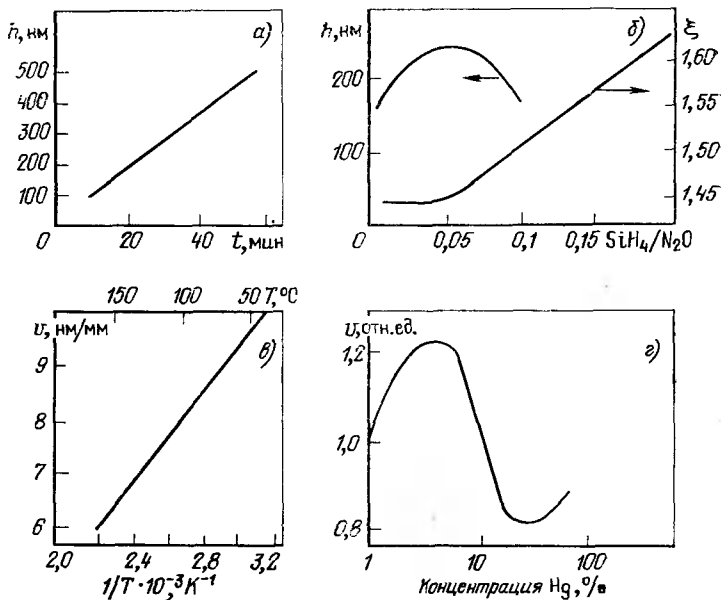 h, нм
а)
500
400
300
200
100
0
20
40
t, мин
h, нм
б)
ξ
200
100
1,60
1,55
1,50
1,45
0
0,05
0,1
0,15
SiH₄/N₂O
150
100
50
T, °C
υ, нм/мм
в)
9
8
7
6
2,0
2,4
2,8
3,2
1/T·10⁻³K⁻¹
υ, отн.ед.
г)
1,2
1,0
0,8
1
10
100
Концентрация Hg, %